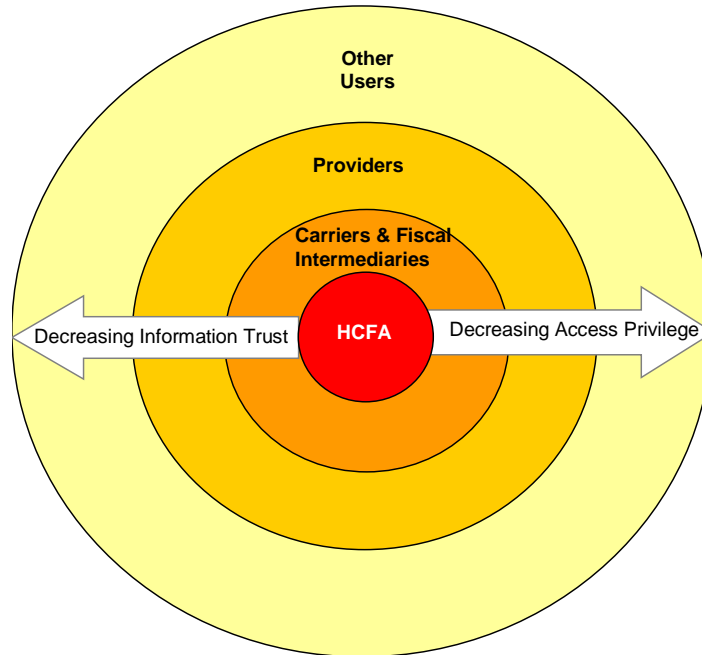 Other
Users
Providers
Carriers & Fiscal
Intermediaries
Decreasing Information Trust
HCFA
Decreasing Access Privilege